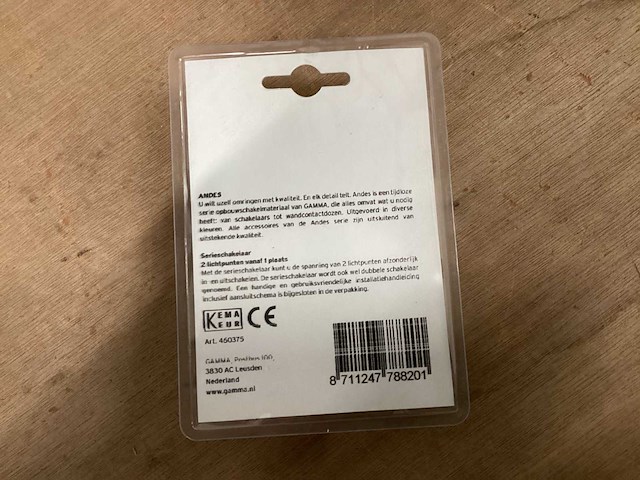 ANDES
U wilt uzelf omringen met kwaliteit. En elk detail telt. Andes is een tijdloze
serie opbouwschakelmateriaal van GAMMA, die alles omvat wat u nodig
heeft: van schakelaars tot wandcontactdozen. Uitgevoerd in diverse
kleuren. Alle accessoires van de Andes serie zijn uitsluitend van
uitstekende kwaliteit.
Serieschakelaar
2 lichtpunten vanaf 1 plaats
Met de serieschakelaar kunt u de spanning van 2 lichtpunten afzonderlijk
in- en uitschakelen. De serieschakelaar wordt ook wel dubbele schakelaar
genoemd. Een handige en gebruiksvriendelijke installatiehandleiding
inclusief aansluitschema is bijgesloten in de verpakking.
KEMA KEUR CE
Art. 460375
GAMMA, Postbus 100,
3830 AC Leusden
Nederland
www.gamma.nl
8 711247 788201